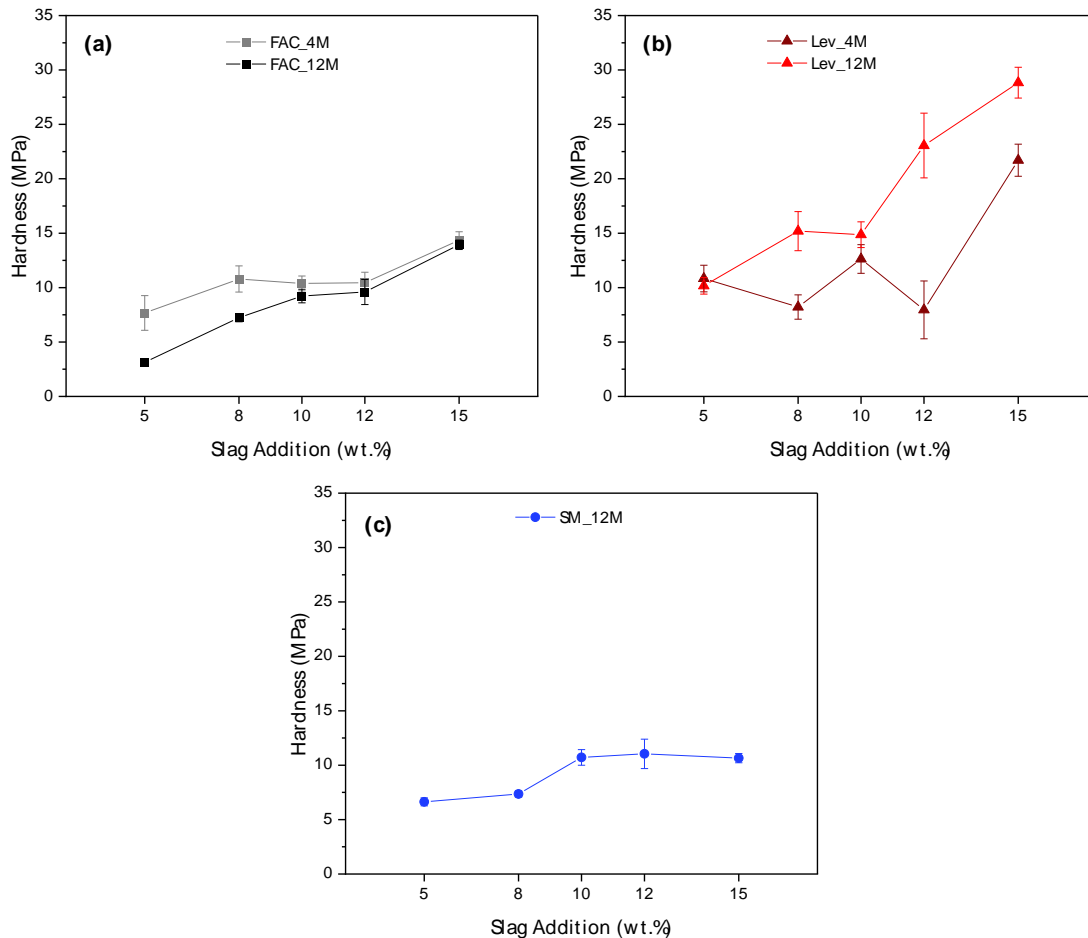 (a)
FAC_4M
FAC_12M
Hardness (MPa)
35
30
25
20
15
10
5
0
5 8 10 12 15
Slag Addition (wt.%)
(b)
Lev_4M
Lev_12M
Hardness (MPa)
35
30
25
20
15
10
5
0
5 8 10 12 15
Slag Addition (wt.%)
(c)
SM_12M
Hardness (MPa)
35
30
25
20
15
10
5
0
5 8 10 12 15
Slag Addition (wt.%)